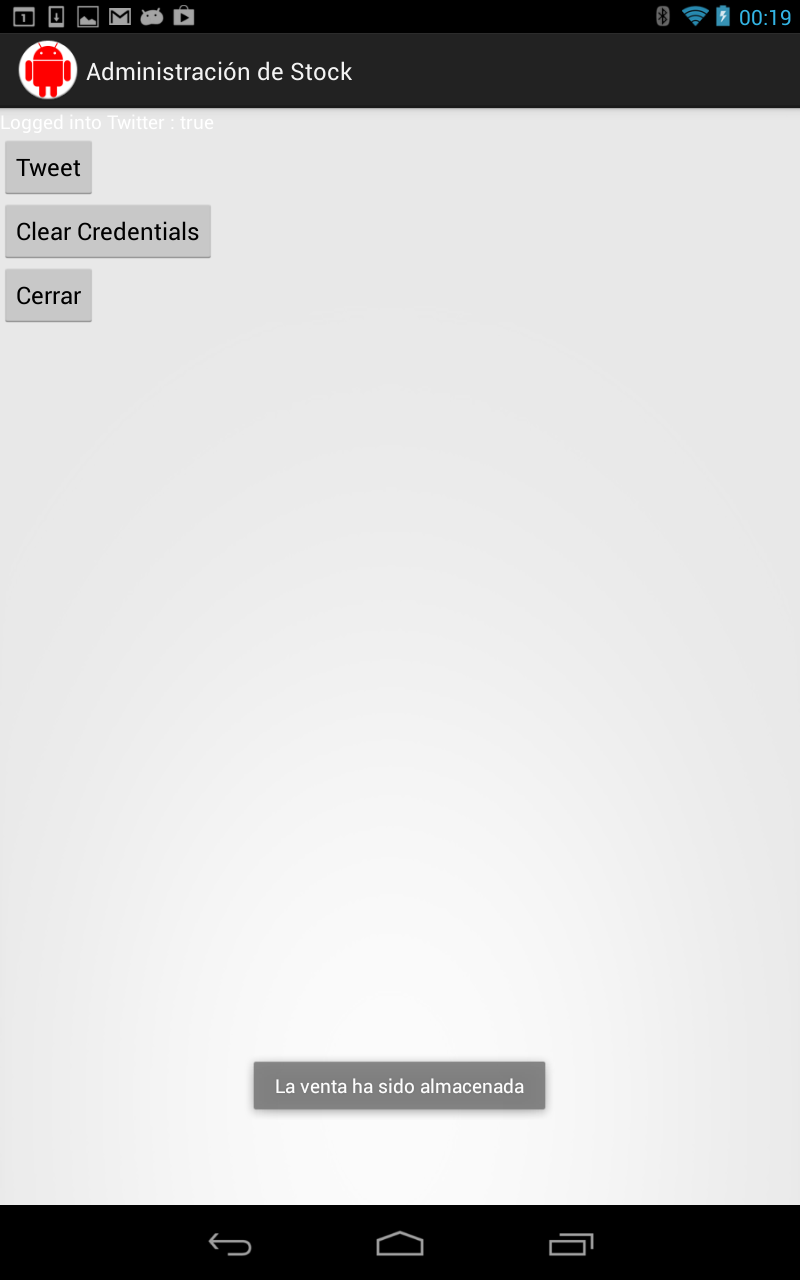 1
00:19
Administración de Stock
Logged into Twitter : true
Tweet
Clear Credentials
Cerrar
La venta ha sido almacenada